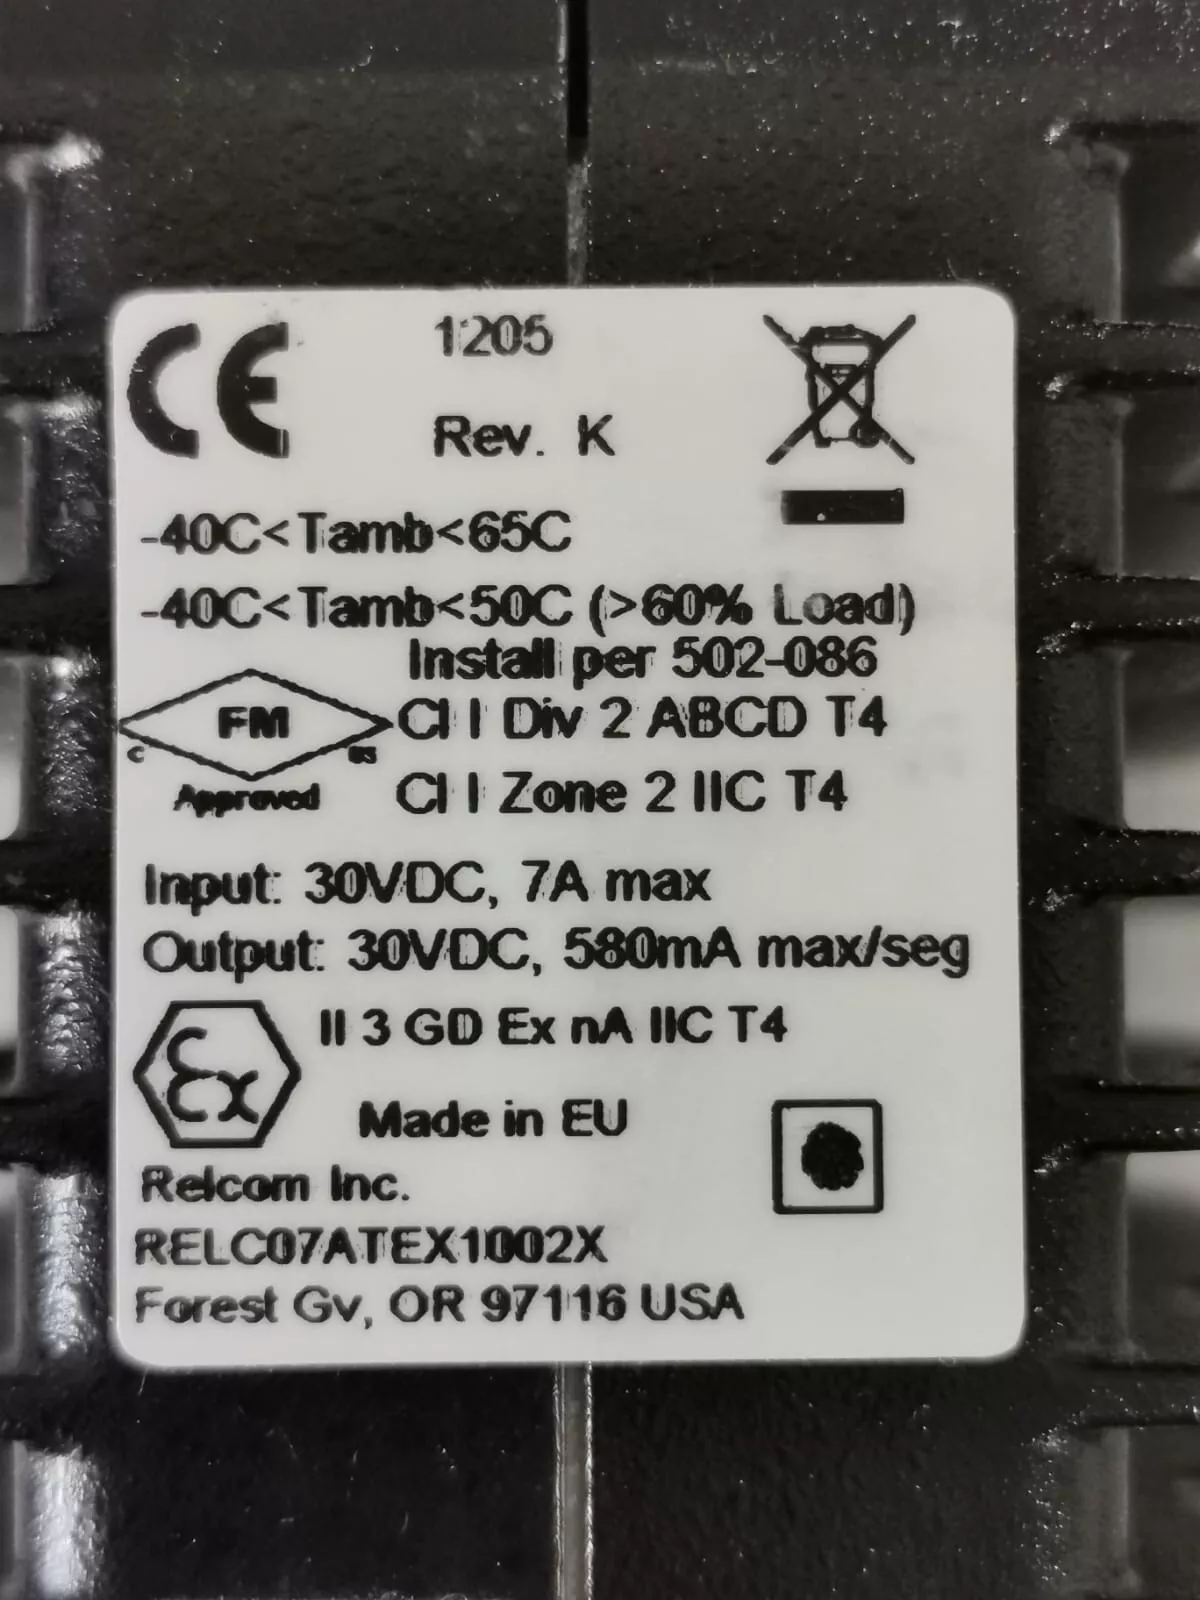 CE
1205
Rev. K
-40C<Tamb<65C
-40C<Tamb<50C (>60% Load)
Install per 502-086
FM
C US
Approved
Cl I Div 2 ABCD T4
Cl I Zone 2 IIC T4
Input: 30VDC, 7A max
Output: 30VDC, 580mA max/seg
Ex
II 3 GD Ex nA IIC T4
Made in EU
Relcom Inc.
RELC07ATEX1002X
Forest Gv, OR 97116 USA